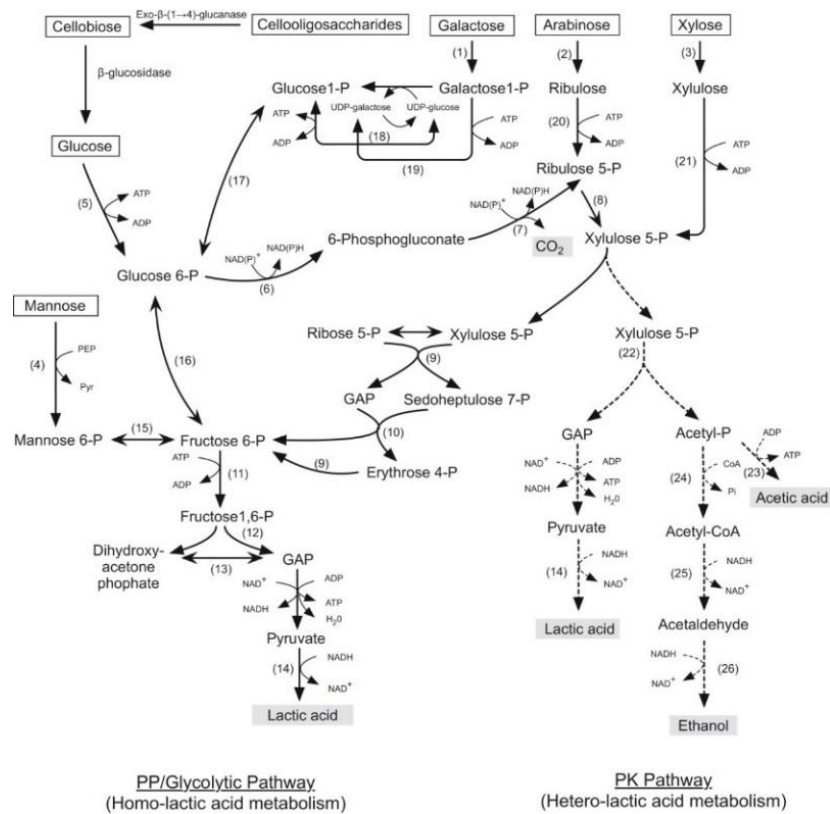 Cellobiose
Exo-β-(1→4)-glucanase
Cellooligosaccharides
Galactose
Arabinose
Xylose
(1)
(2)
(3)
β-glucosidase
Glucose1-P
Galactose1-P
Ribulose
Xylulose
UDP-galactose
UDP-glucose
ATP
ADP
(18)
ATP
ADP
(20)
ATP
ADP
(19)
(21)
ATP
ADP
Glucose
(17)
Ribulose 5-P
(5)
ATP
ADP
NAD(P)+
NAD(P)H
(7)
(8)
6-Phosphogluconate
CO2
Xylulose 5-P
Glucose 6-P
NAD(P)+
NAD(P)H
(6)
Mannose
Ribose 5-P
Xylulose 5-P
Xylulose 5-P
(4)
PEP
Pyr
(16)
(9)
(22)
GAP
Sedoheptulose 7-P
Mannose 6-P
(15)
Fructose 6-P
(10)
GAP
Acetyl-P
ADP
ATP
(9)
Erythrose 4-P
(23)
Acetic acid
ATP
ADP
(11)
NAD+
NADH
ADP
ATP
H20
(24)
CoA
Pi
Fructose1,6-P
(12)
Pyruvate
Acetyl-CoA
Dihydroxy-
acetone
phophate
(13)
GAP
(14)
NADH
NAD+
(25)
NADH
NAD+
NAD+
NADH
ADP
ATP
H20
Lactic acid
Acetaldehyde
Pyruvate
NADH
NAD+
(26)
(14)
NADH
NAD+
Lactic acid
Ethanol
PP/Glycolytic Pathway
(Homo-lactic acid metabolism)
PK Pathway
(Hetero-lactic acid metabolism)